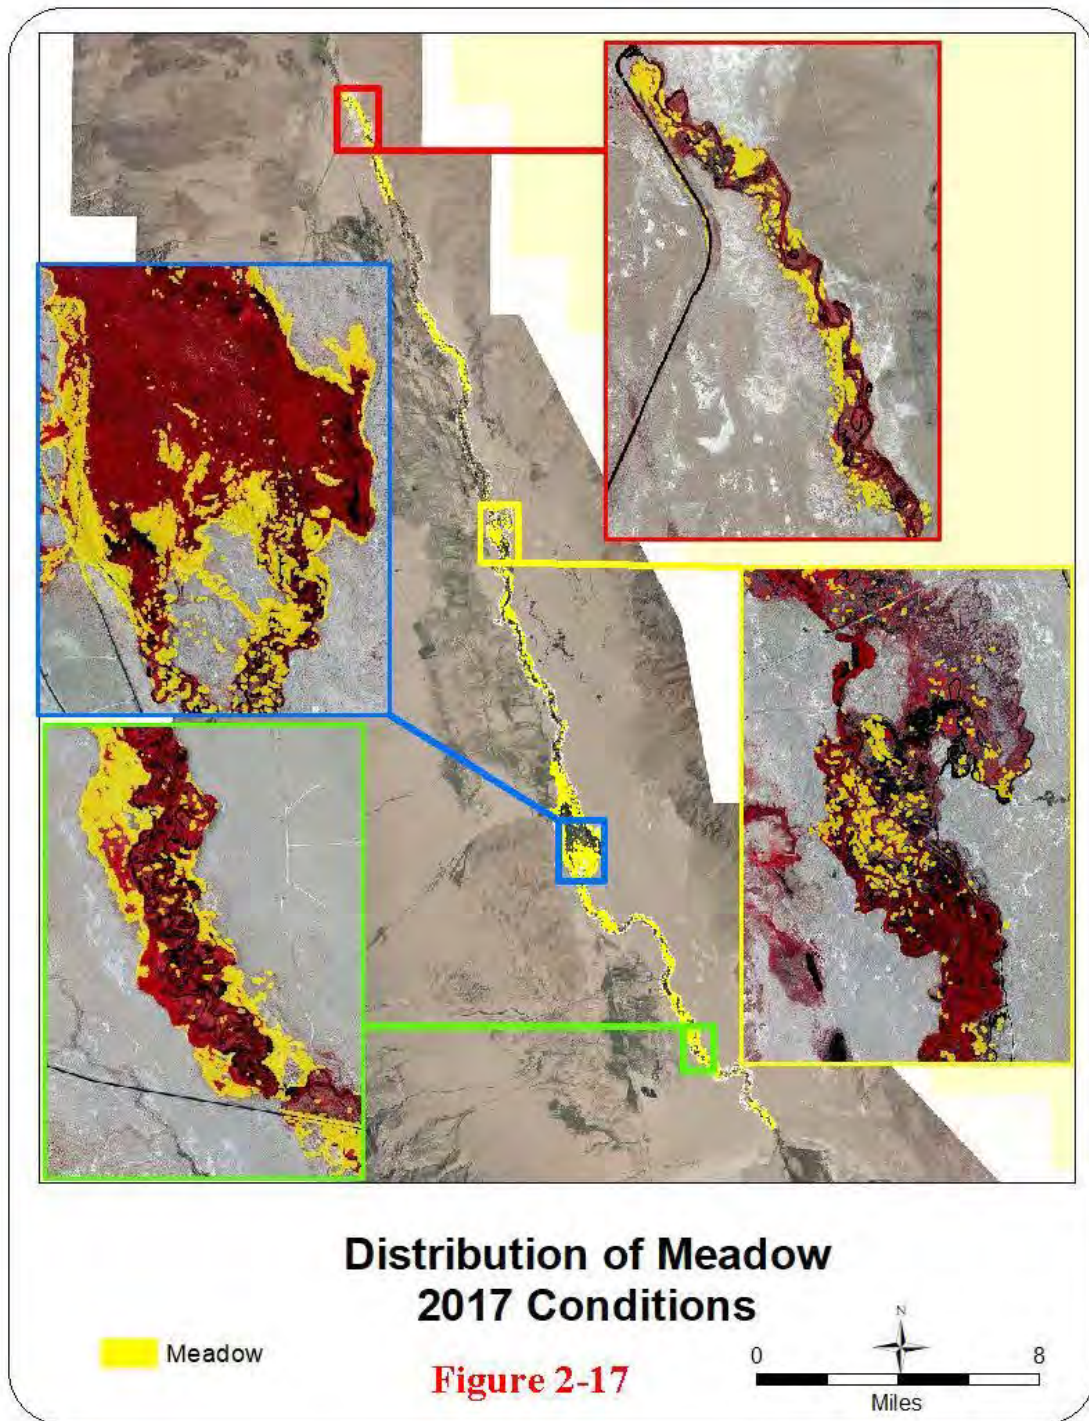 Distribution of Meadow
2017 Conditions
Meadow
Figure 2-17
N
0 8
Miles